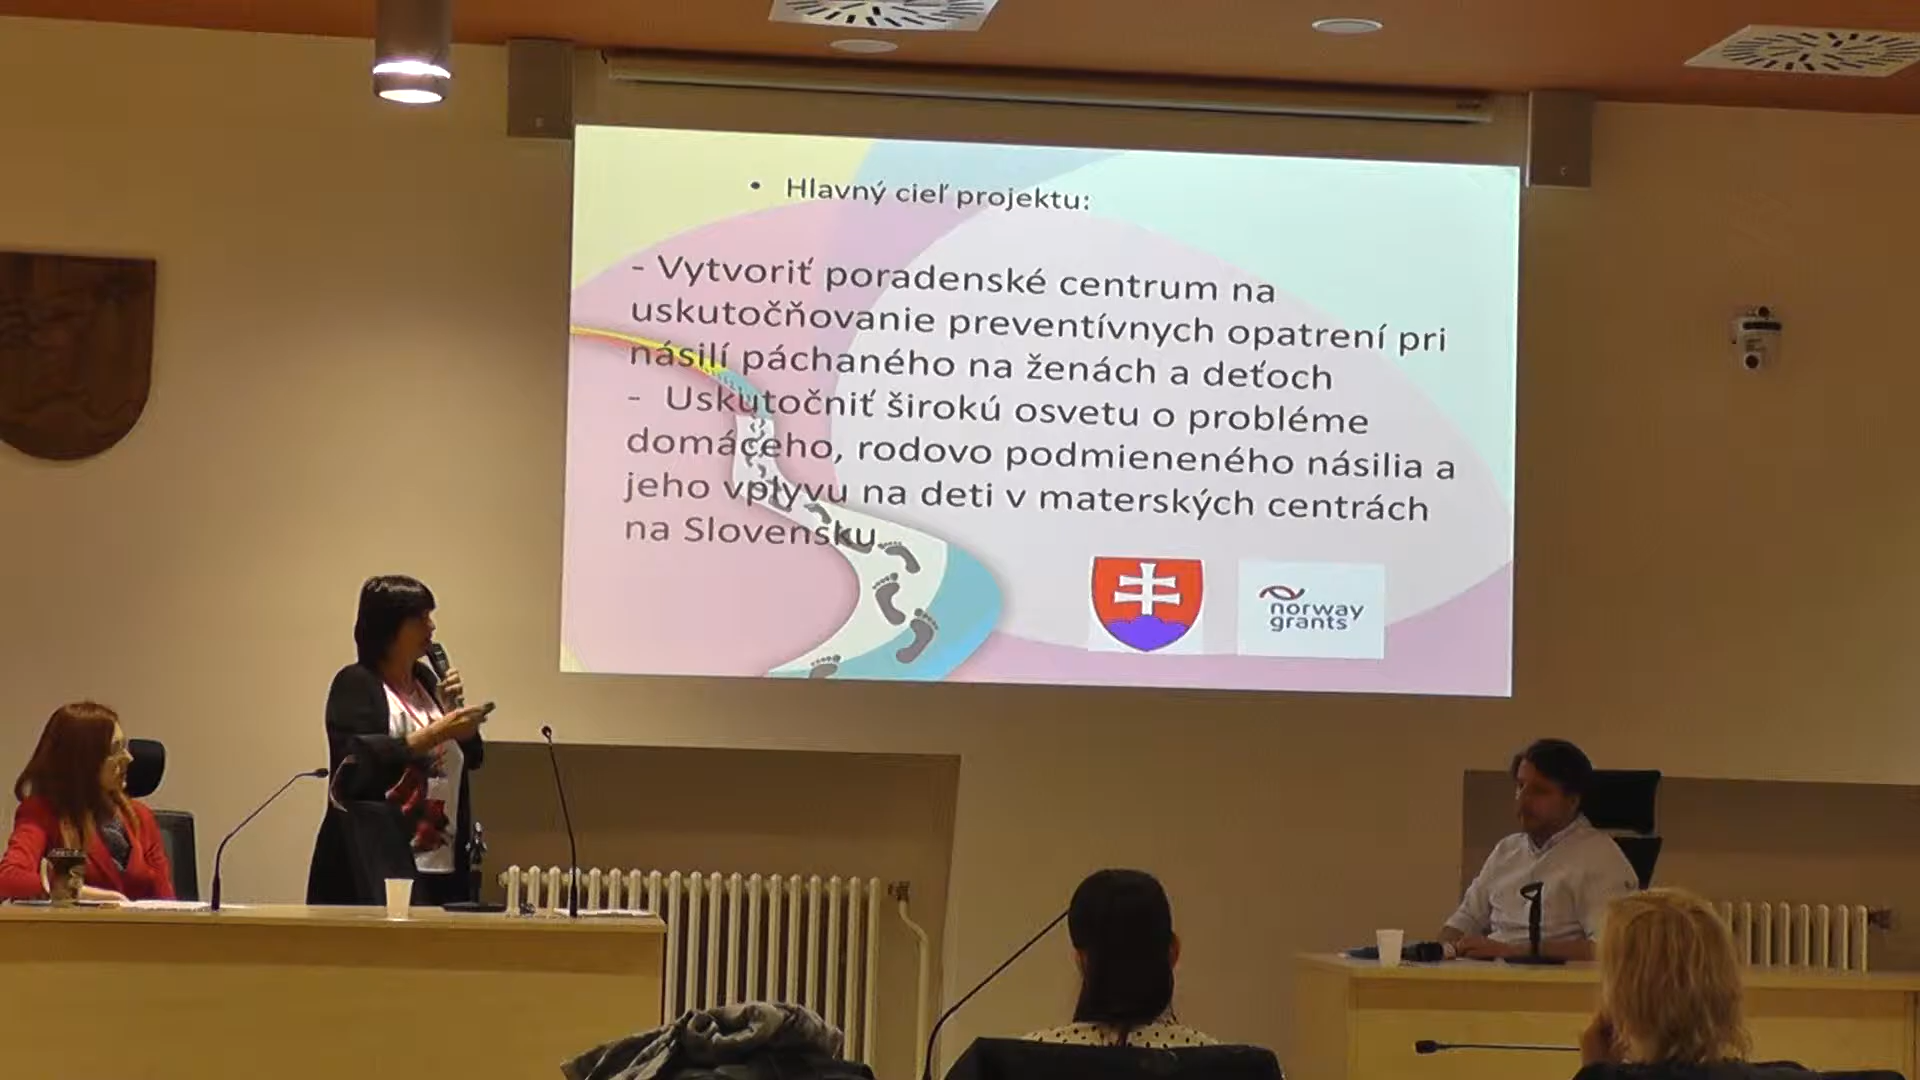 • Hlavný cieľ projektu:
- Vytvoriť poradenské centrum na
uskutočňovanie preventívnych opatrení pri
násilí páchaného na ženách a deťoch
- Uskutočniť širokú osvetu o probléme
domáceho, rodovo podmieneného násilia a
jeho vplyvu na deti v materských centrách
na Slovensku
norway
grants